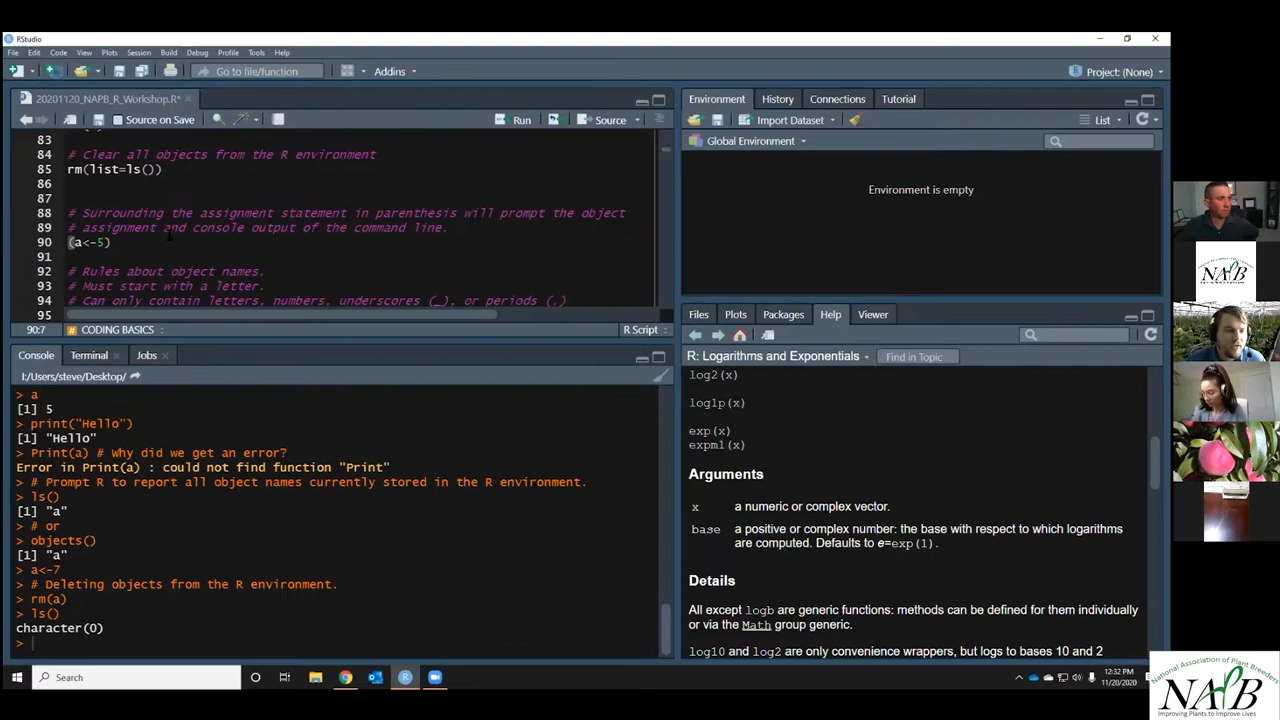 RStudio
File Edit Code View Plots Session Build Debug Profile Tools Help
Go to file/function
Addins
Project: (None)
20201120_NAPB_R_Workshop.R*
Source on Save
Run
Source
83
84 # Clear all objects from the R environment
85 rm(list=ls())
86
87
88 # Surrounding the assignment statement in parenthesis will prompt the object
89 # assignment and console output of the command line.
90 (a<-5)
91
92 # Rules about object names.
93 # Must start with a letter.
94 # Can only contain letters, numbers, underscores (_), or periods (.)
95
90:7 # CODING BASICS
R Script
Console Terminal Jobs
I:/Users/steve/Desktop/
> a
[1] 5
> print("Hello")
[1] "Hello"
> Print(a) # Why did we get an error?
Error in Print(a) : could not find function "Print"
> # Prompt R to report all object names currently stored in the R environment.
> ls()
[1] "a"
> # or
> objects()
[1] "a"
> a<-7
> # Deleting objects from the R environment.
> rm(a)
> ls()
character(0)
>
Environment History Connections Tutorial
Import Dataset
List
Global Environment
Environment is empty
Files Plots Packages Help Viewer
R: Logarithms and Exponentials
Find in Topic
log2(x)
log1p(x)
exp(x)
expm1(x)
Arguments
x a numeric or complex vector.
base a positive or complex number: the base with respect to which logarithms
are computed. Defaults to e=exp(1).
Details
All except logb are generic functions: methods can be defined for them individually
or via the Math group generic.
log10 and log2 are only convenience wrappers, but logs to bases 10 and 2
Search
12:32 PM
11/20/2020
NAPB
National Association of Plant Breeders
NAPB
Improving Plants to Improve Lives